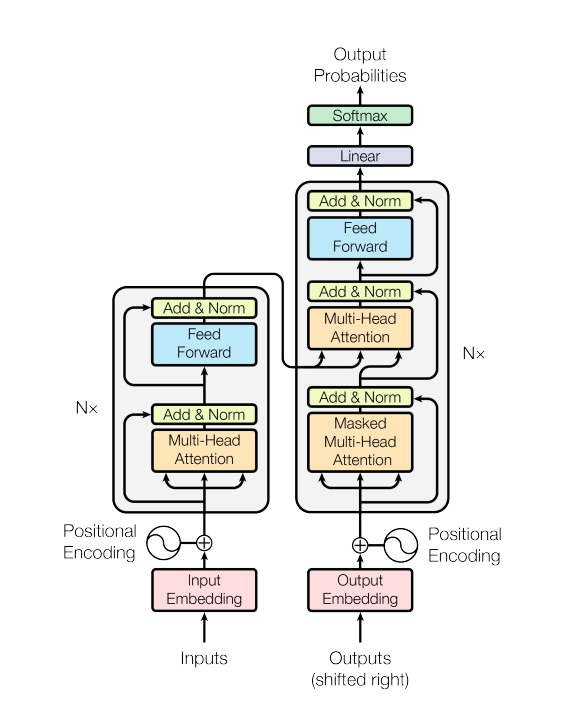 Output
Probabilities
Softmax
Linear
Add & Norm
Feed
Forward
Add & Norm
Multi-Head
Attention
Add & Norm
Masked
Multi-Head
Attention
N×
Add & Norm
Feed
Forward
Add & Norm
Multi-Head
Attention
N×
Positional
Encoding
Positional
Encoding
Input
Embedding
Output
Embedding
Inputs
Outputs
(shifted right)